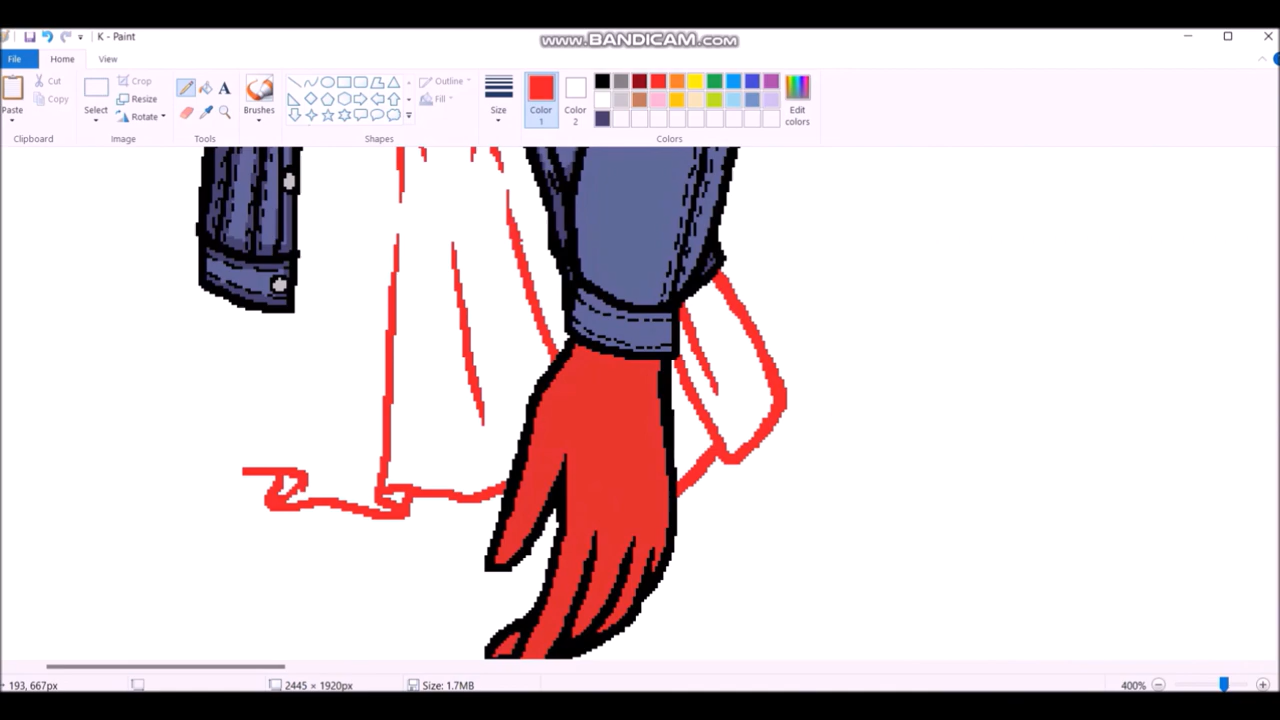 www.BANDICAM.com
K - Paint
File
Home
View
Paste
Cut
Copy
Clipboard
Select
Crop
Resize
Rotate
Image
A
Tools
Brushes
Outline
Fill
Shapes
Size
Color 1
Color 2
Edit colors
Colors
193, 667px
2445 × 1920px
Size: 1.7MB
400%